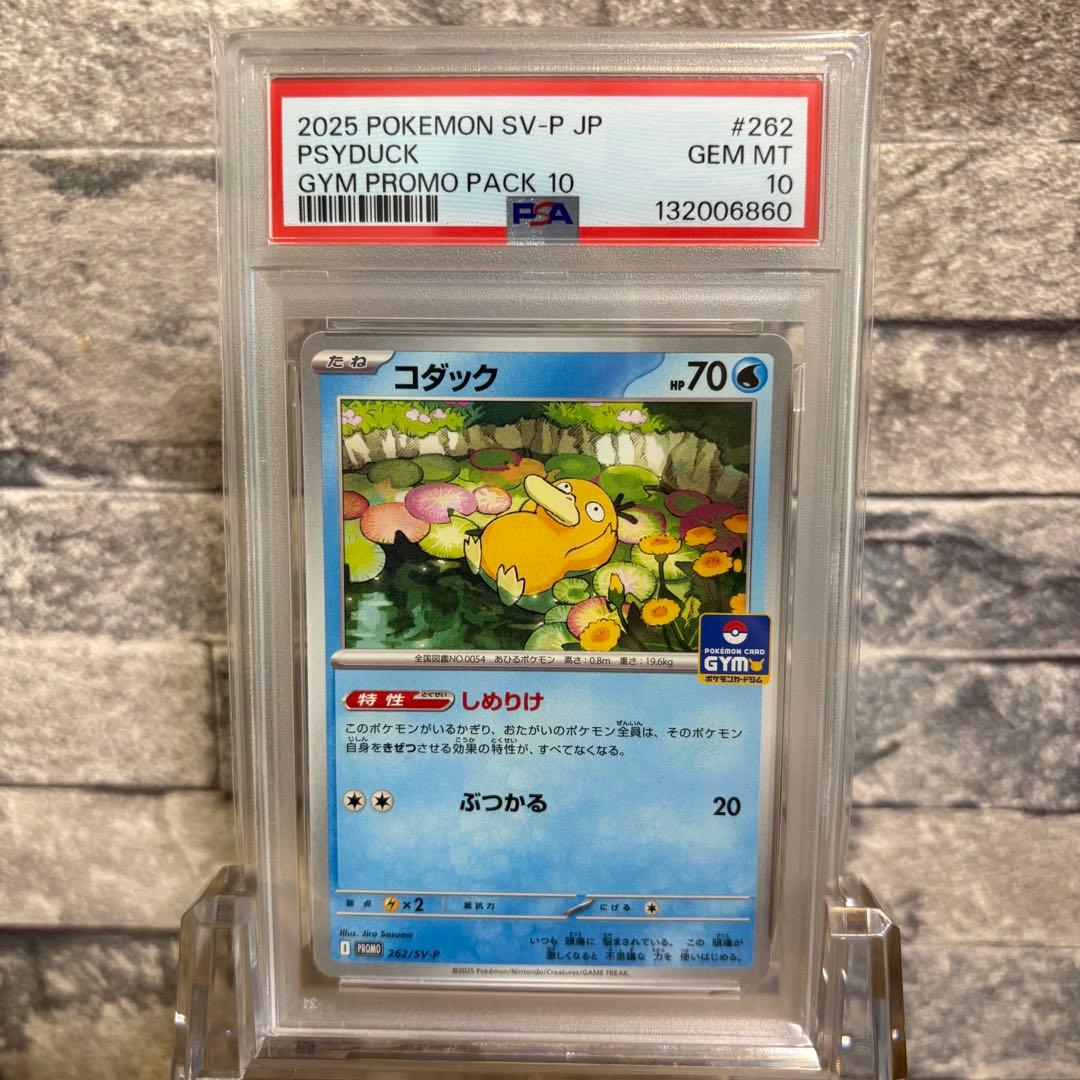 2025 POKEMON SV-P JP #262
PSYDUCK GEM MT
GYM PROMO PACK 10 10
PSA 132006860
たね コダック HP70
全国図鑑NO.0054 あひるポケモン 高さ:0.8m 重さ:19.6kg
POKÉMON CARD
GYM
ポケモンカードジム
特性 とくせい しめりけ
このポケモンがいるかぎり、おたがいのポケモン全員は、そのポケモン
自身をきぜつさせる効果の特性が、すべてなくなる。
ぶつかる 20
弱点 ×2 抵抗力 にげる
Illus. Jiro Sasumo
I PROMO 262/SV-P
いつも 頭痛に 悩まされている。 この 頭痛が
激しくなると 不思議な 力を 使いはじめる。
©2025 Pokémon/Nintendo/Creatures/GAME FREAK.